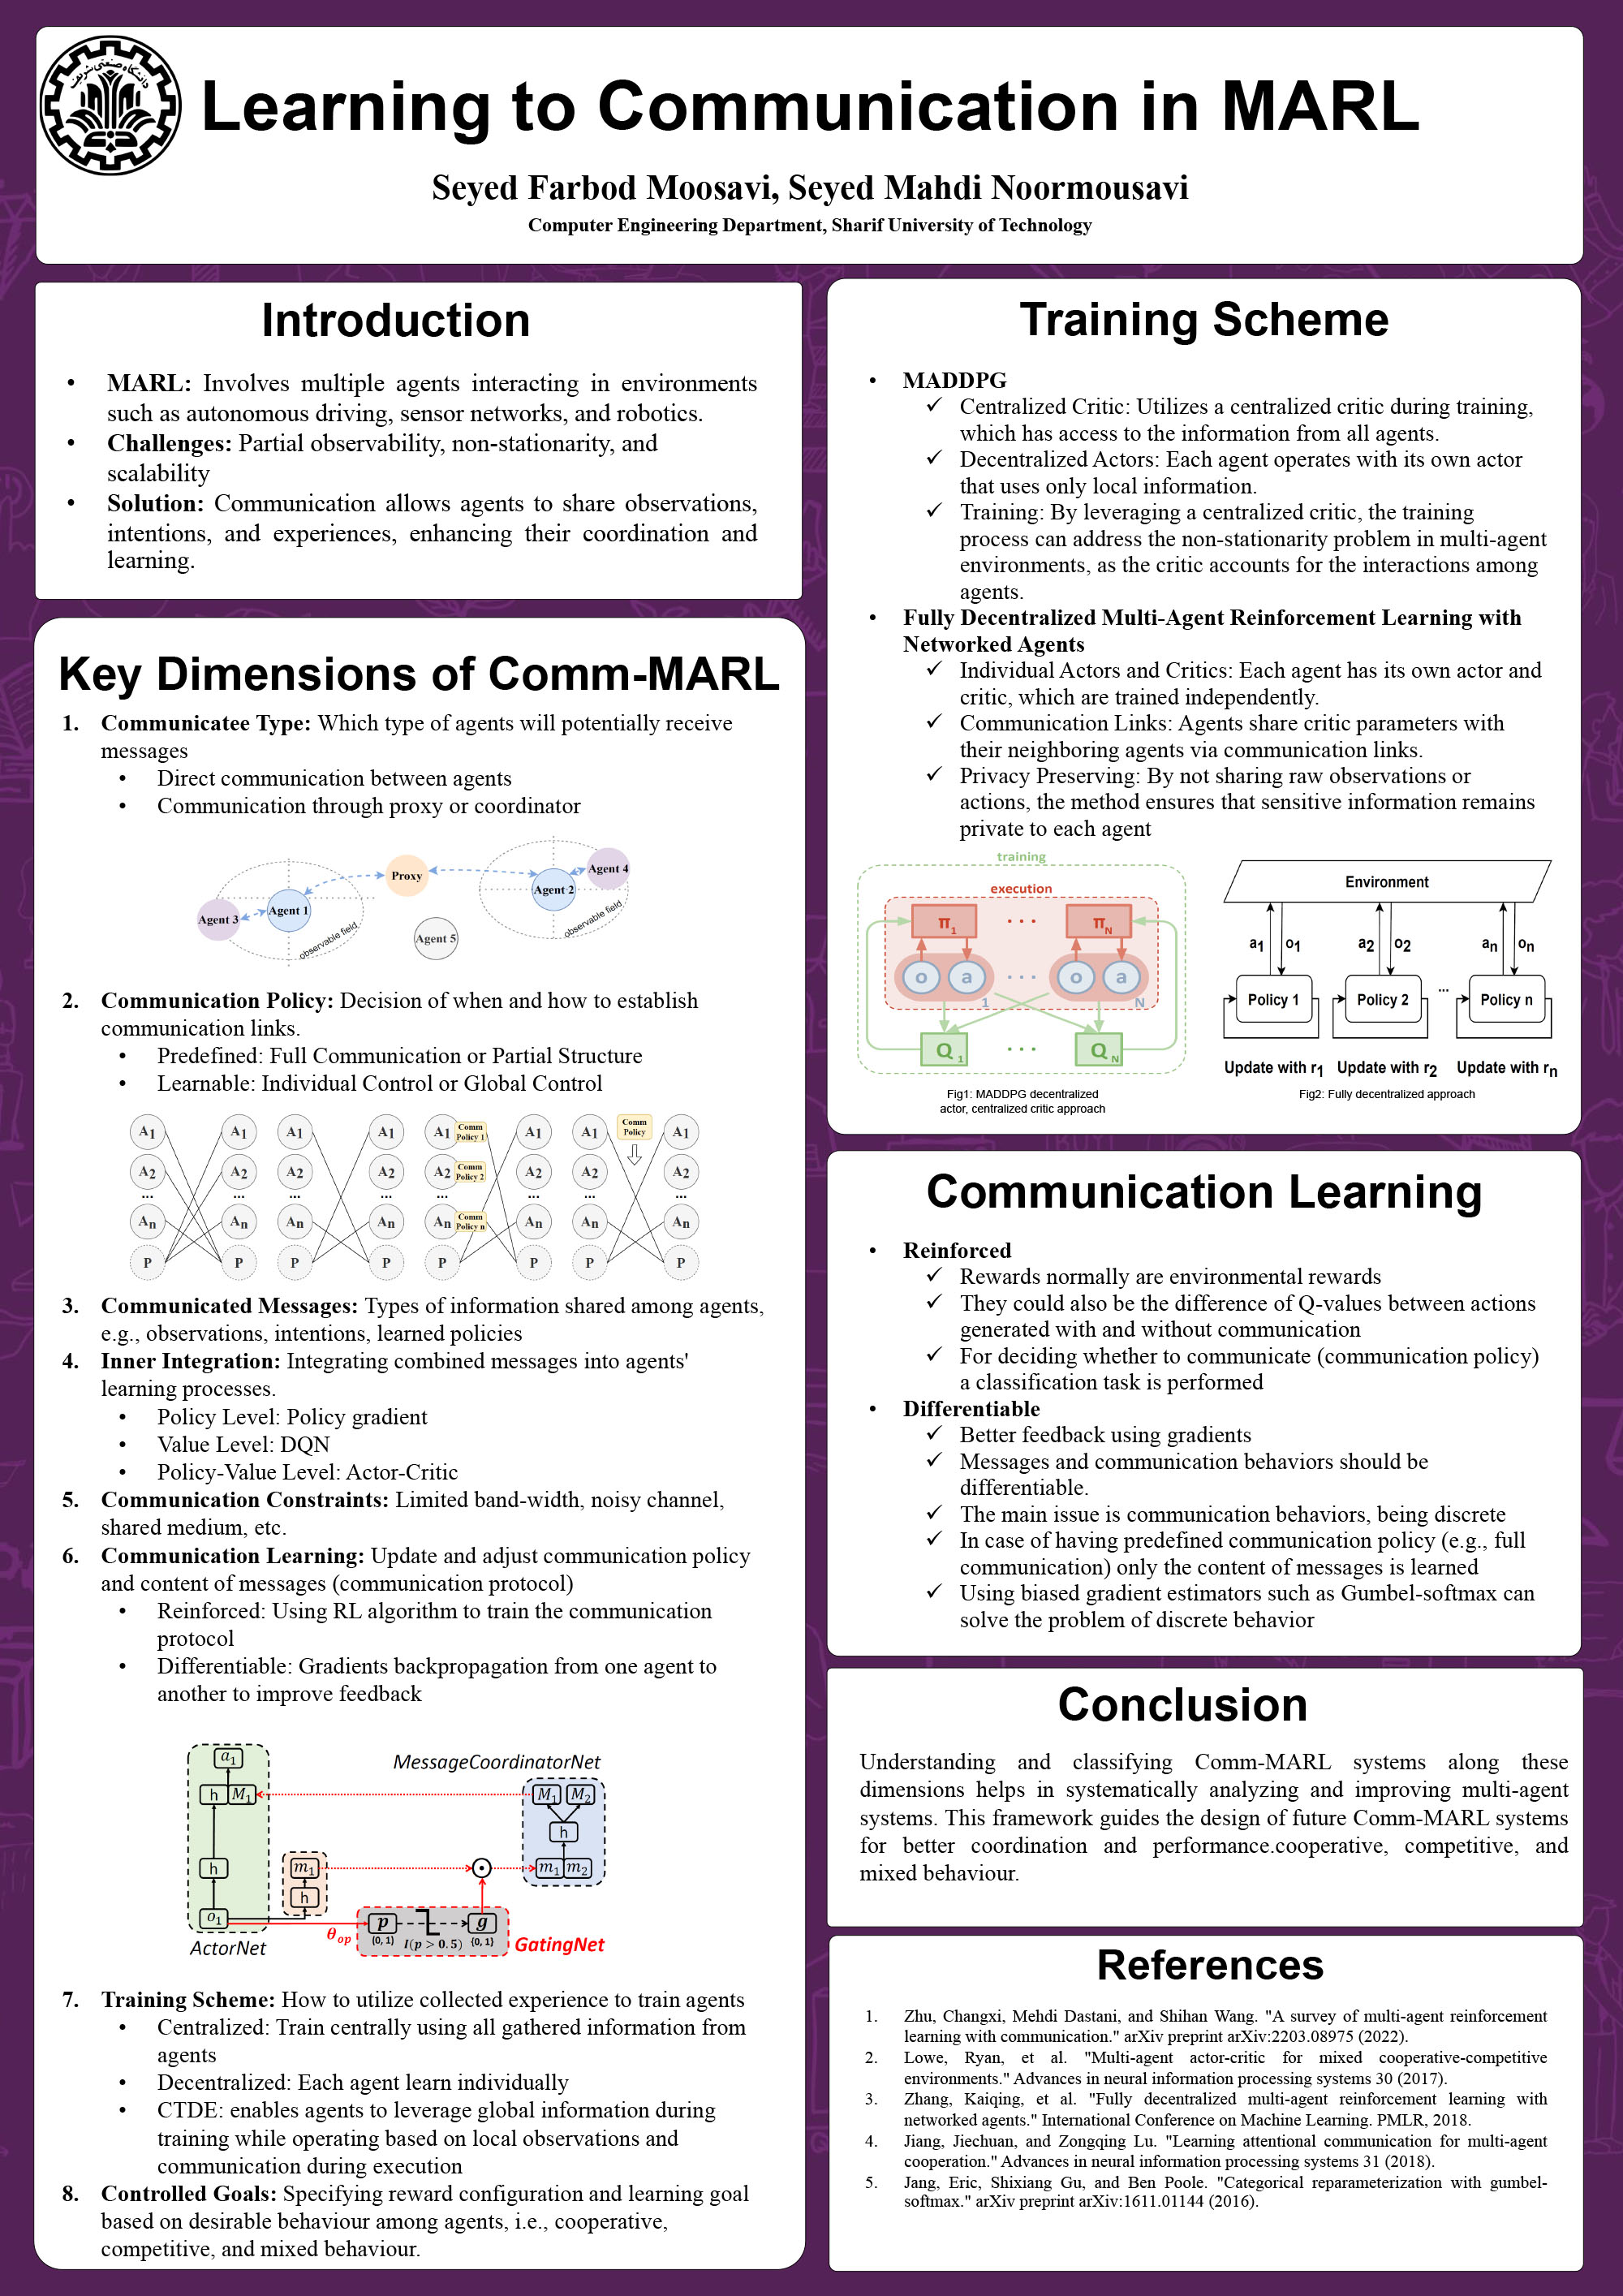 دانشگاه صنعتی شریف
Learning to Communication in MARL
Seyed Farbod Moosavi, Seyed Mahdi Noormousavi
Computer Engineering Department, Sharif University of Technology
Introduction
• MARL: Involves multiple agents interacting in environments
such as autonomous driving, sensor networks, and robotics.
• Challenges: Partial observability, non-stationarity, and
scalability
• Solution: Communication allows agents to share observations,
intentions, and experiences, enhancing their coordination and
learning.
Key Dimensions of Comm-MARL
1. Communicatee Type: Which type of agents will potentially receive
messages
• Direct communication between agents
• Communication through proxy or coordinator
Agent 3
Agent 1
observable field
Proxy
Agent 5
Agent 2
Agent 4
observable field
2. Communication Policy: Decision of when and how to establish
communication links.
• Predefined: Full Communication or Partial Structure
• Learnable: Individual Control or Global Control
A1 A1 A1 A1 A1 Comm Policy 1 A1 A1 Comm Policy A1
A2 A2 A2 A2 A2 Comm Policy 2 A2 A2 A2
... ... ... ... ... ... ... ...
An An An An An Comm Policy n An An An
P P P P P P P P
3. Communicated Messages: Types of information shared among agents,
e.g., observations, intentions, learned policies
4. Inner Integration: Integrating combined messages into agents'
learning processes.
• Policy Level: Policy gradient
• Value Level: DQN
• Policy-Value Level: Actor-Critic
5. Communication Constraints: Limited band-width, noisy channel,
shared medium, etc.
6. Communication Learning: Update and adjust communication policy
and content of messages (communication protocol)
• Reinforced: Using RL algorithm to train the communication
protocol
• Differentiable: Gradients backpropagation from one agent to
another to improve feedback
a1
MessageCoordinatorNet
h M1
M1 M2
h
h
m1
m1 m2
h
o1
θop
p
g
{0, 1}
I(p > 0.5)
{0, 1}
GatingNet
ActorNet
7. Training Scheme: How to utilize collected experience to train agents
• Centralized: Train centrally using all gathered information from
agents
• Decentralized: Each agent learn individually
• CTDE: enables agents to leverage global information during
training while operating based on local observations and
communication during execution
8. Controlled Goals: Specifying reward configuration and learning goal
based on desirable behaviour among agents, i.e., cooperative,
competitive, and mixed behaviour.
Training Scheme
• MADDPG
✓ Centralized Critic: Utilizes a centralized critic during training,
which has access to the information from all agents.
✓ Decentralized Actors: Each agent operates with its own actor
that uses only local information.
✓ Training: By leveraging a centralized critic, the training
process can address the non-stationarity problem in multi-agent
environments, as the critic accounts for the interactions among
agents.
• Fully Decentralized Multi-Agent Reinforcement Learning with
Networked Agents
✓ Individual Actors and Critics: Each agent has its own actor and
critic, which are trained independently.
✓ Communication Links: Agents share critic parameters with
their neighboring agents via communication links.
✓ Privacy Preserving: By not sharing raw observations or
actions, the method ensures that sensitive information remains
private to each agent
training
execution
π1 ··· πN
o a ··· o a
1 N
Q1 ··· QN
Fig1: MADDPG decentralized
actor, centralized critic approach
Environment
a1 o1 a2 o2 an on
Policy 1 Policy 2 ... Policy n
Update with r1 Update with r2 Update with rn
Fig2: Fully decentralized approach
Communication Learning
• Reinforced
✓ Rewards normally are environmental rewards
✓ They could also be the difference of Q-values between actions
generated with and without communication
✓ For deciding whether to communicate (communication policy)
a classification task is performed
• Differentiable
✓ Better feedback using gradients
✓ Messages and communication behaviors should be
differentiable.
✓ The main issue is communication behaviors, being discrete
✓ In case of having predefined communication policy (e.g., full
communication) only the content of messages is learned
✓ Using biased gradient estimators such as Gumbel-softmax can
solve the problem of discrete behavior
Conclusion
Understanding and classifying Comm-MARL systems along these
dimensions helps in systematically analyzing and improving multi-agent
systems. This framework guides the design of future Comm-MARL systems
for better coordination and performance.cooperative, competitive, and
mixed behaviour.
References
1. Zhu, Changxi, Mehdi Dastani, and Shihan Wang. "A survey of multi-agent reinforcement
learning with communication." arXiv preprint arXiv:2203.08975 (2022).
2. Lowe, Ryan, et al. "Multi-agent actor-critic for mixed cooperative-competitive
environments." Advances in neural information processing systems 30 (2017).
3. Zhang, Kaiqing, et al. "Fully decentralized multi-agent reinforcement learning with
networked agents." International Conference on Machine Learning. PMLR, 2018.
4. Jiang, Jiechuan, and Zongqing Lu. "Learning attentional communication for multi-agent
cooperation." Advances in neural information processing systems 31 (2018).
5. Jang, Eric, Shixiang Gu, and Ben Poole. "Categorical reparameterization with gumbel-
softmax." arXiv preprint arXiv:1611.01144 (2016).